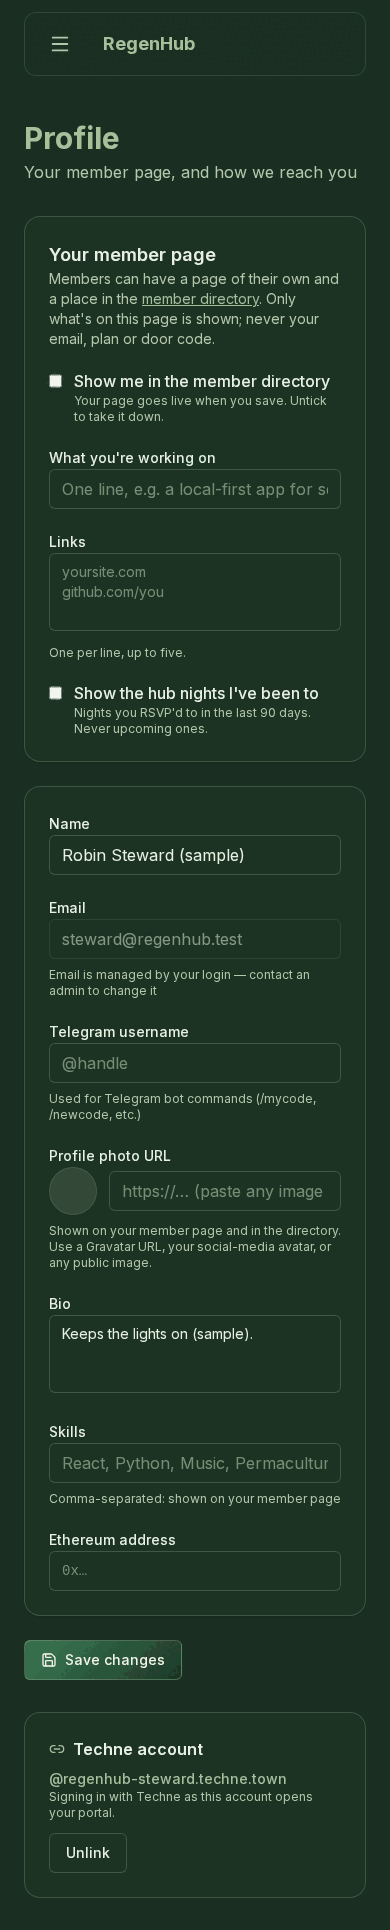 RegenHub
Profile
Your member page, and how we reach you
Your member page
Members can have a page of their own and
a place in the member directory. Only
what's on this page is shown; never your
email, plan or door code.
Show me in the member directory
Your page goes live when you save. Untick
to take it down.
What you're working on
One line, e.g. a local-first app for
Links
yoursite.com
github.com/you
One per line, up to five.
Show the hub nights I've been to
Nights you RSVP'd to in the last 90 days.
Never upcoming ones.
Name
Robin Steward (sample)
Email
steward@regenhub.test
Email is managed by your login — contact an
admin to change it
Telegram username
@handle
Used for Telegram bot commands (/mycode,
/newcode, etc.)
Profile photo URL
https://… (paste any image
Shown on your member page and in the directory.
Use a Gravatar URL, your social-media avatar, or
any public image.
Bio
Keeps the lights on (sample).
Skills
React, Python, Music, Permacultur
Comma-separated: shown on your member page
Ethereum address
0x…
Save changes
Techne account
@regenhub-steward.techne.town
Signing in with Techne as this account opens
your portal.
Unlink